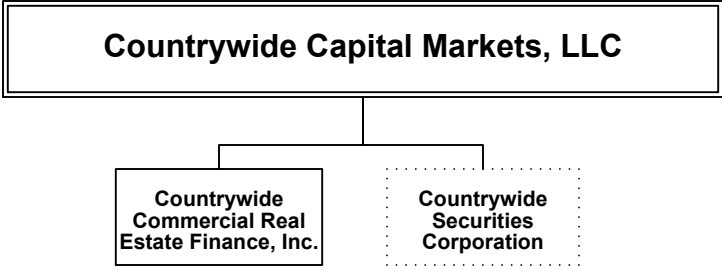 Countrywide Capital Markets, LLC
Countrywide
Commercial Real
Estate Finance, Inc.
Countrywide
Securities
Corporation